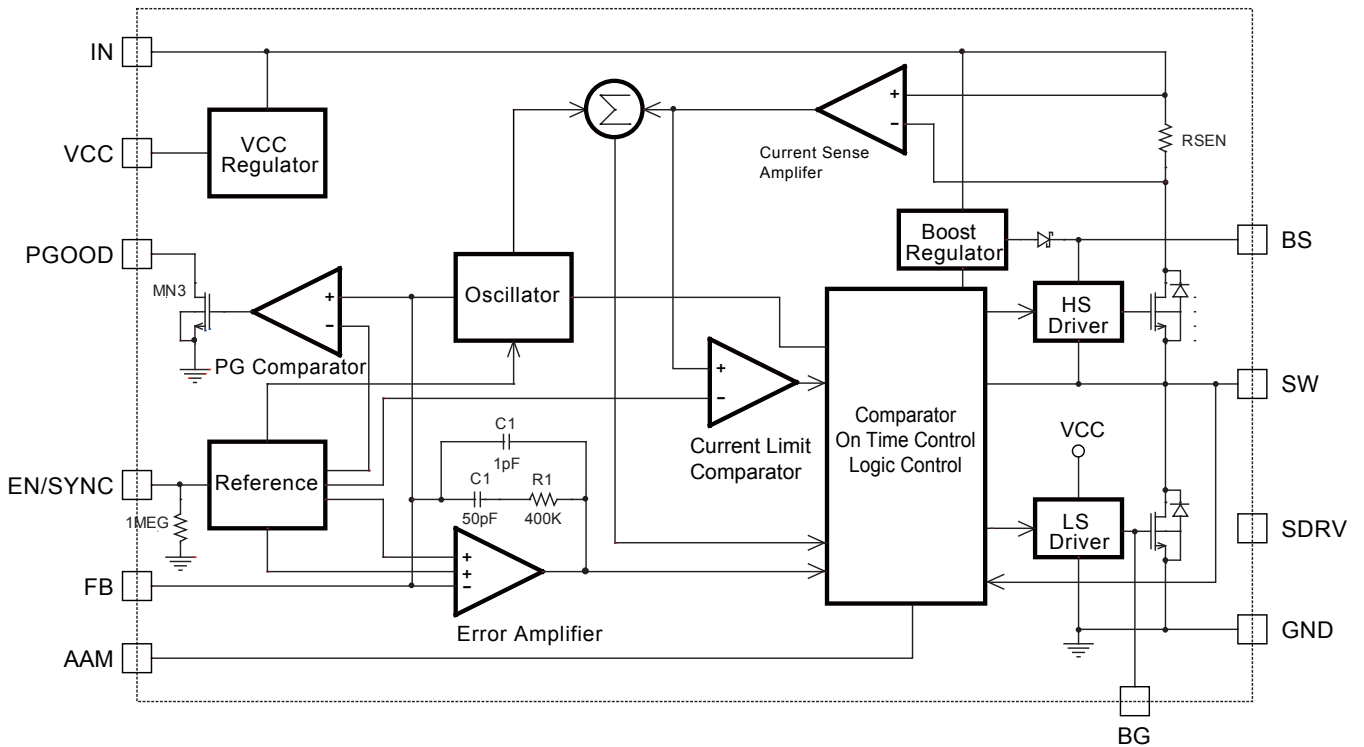 IN
VCC
Regulator
VCC
Σ
+
−
Current Sense
Amplifer
RSEN
PGOOD
MN3
+
−
PG Comparator
Oscillator
Boost
Regulator
BS
HS
Driver
+
−
Current Limit
Comparator
Comparator
On Time Control
Logic Control
SW
VCC
EN/SYNC
Reference
1MEG
C1
1pF
C1
50pF
R1
400K
LS
Driver
SDRV
FB
+
+
−
Error Amplifier
AAM
GND
BG